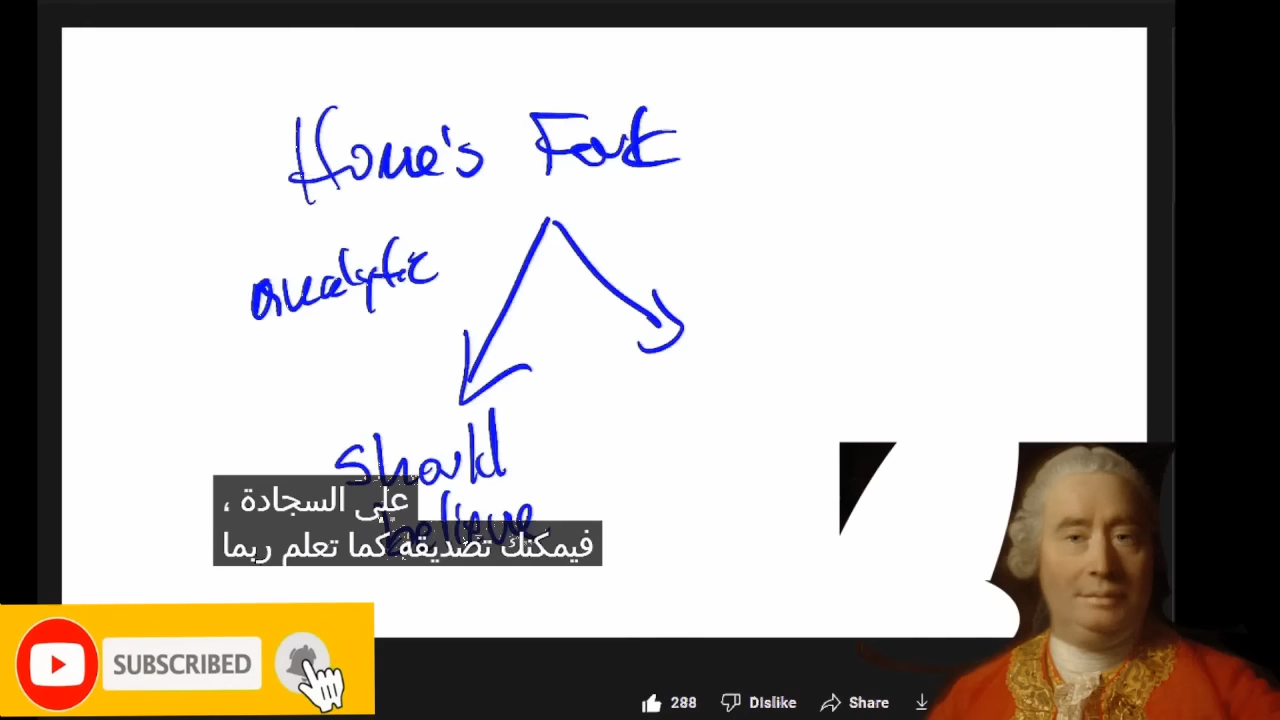 Hume's Fork
analytic
should
believe
على السجادة ،
فيمكنك تصديقه كما تعلم ربما
SUBSCRIBED
288 Dislike Share